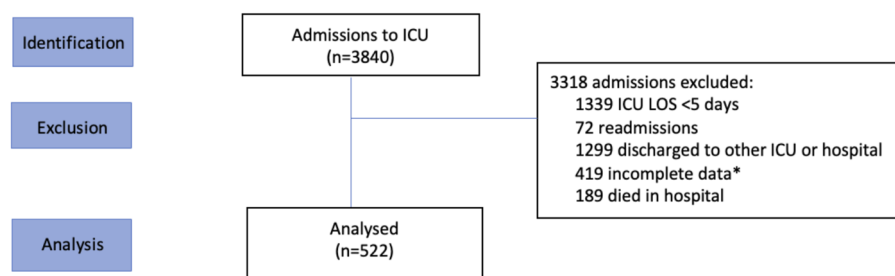 Identification
Admissions to ICU
(n=3840)
3318 admissions excluded:
1339 ICU LOS <5 days
72 readmissions
1299 discharged to other ICU or hospital
419 incomplete data*
189 died in hospital
Exclusion
Analysis
Analysed
(n=522)